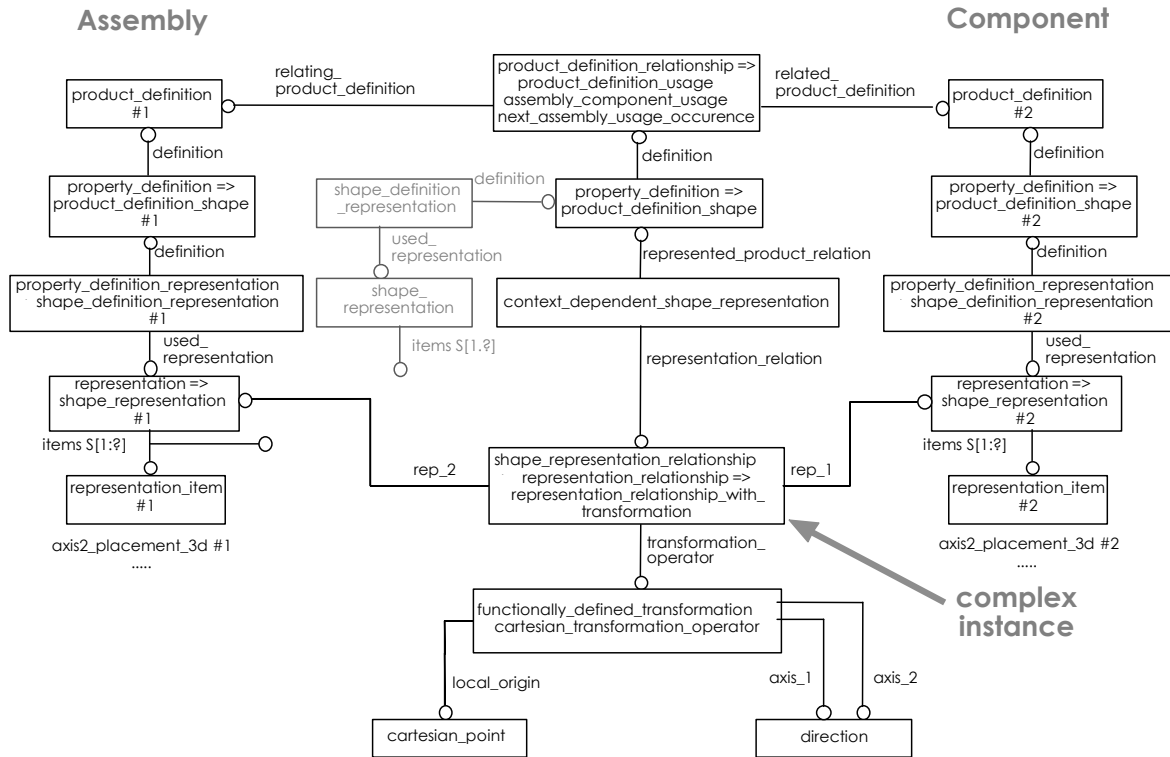 Assembly
Component
relating_
product_definition
product_definition_relationship =>
product_definition_usage
assembly_component_usage
next_assembly_usage_occurence
related_
product_definition
product_definition
#1
product_definition
#2
definition
definition
definition
property_definition =>
product_definition_shape
#1
shape_definition
_representation
definition
property_definition =>
product_definition_shape
property_definition =>
product_definition_shape
#2
definition
used_
representation
represented_product_relation
definition
property_definition_representation
shape_definition_representation
#1
shape_
representation
context_dependent_shape_representation
property_definition_representation
shape_definition_representation
#2
used_
representation
items S[1.?]
representation_relation
used_
representation
representation =>
shape_representation
#1
representation =>
shape_representation
#2
items S[1:?]
items S[1:?]
rep_2
shape_representation_relationship
representation_relationship =>
representation_relationship_with_
transformation
rep_1
representation_item
#1
representation_item
#2
axis2_placement_3d #1
.....
axis2_placement_3d #2
.....
transformation_
operator
complex
instance
functionally_defined_transformation
cartesian_transformation_operator
local_origin
axis_1
axis_2
cartesian_point
direction